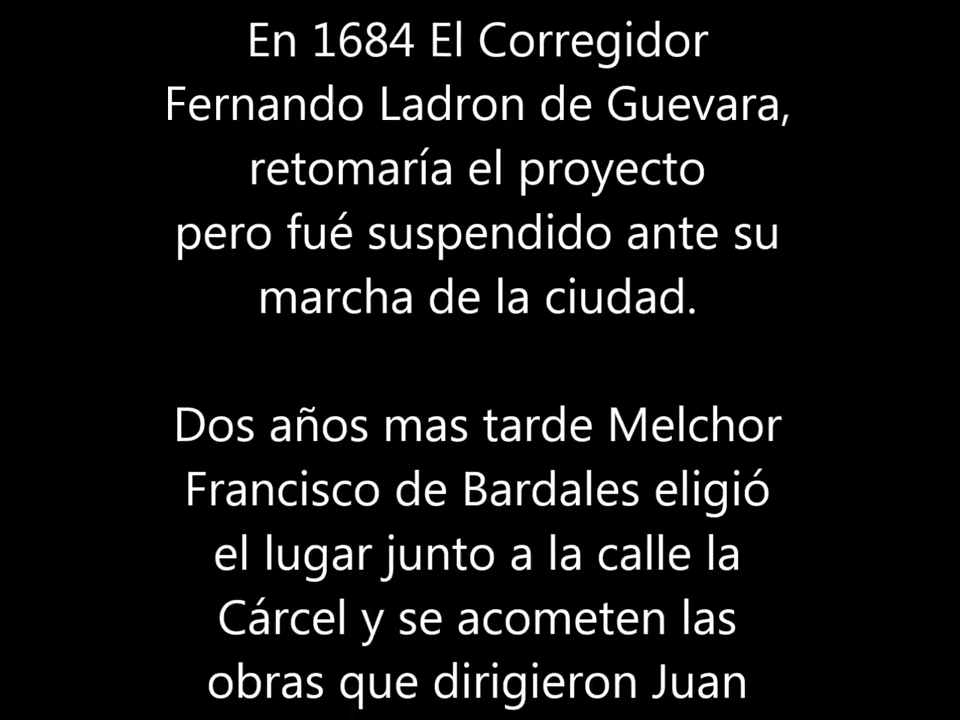 En 1684 El Corregidor
Fernando Ladron de Guevara,
retomaría el proyecto
pero fué suspendido ante su
marcha de la ciudad.
Dos años mas tarde Melchor
Francisco de Bardales eligió
el lugar junto a la calle la
Cárcel y se acometen las
obras que dirigieron Juan